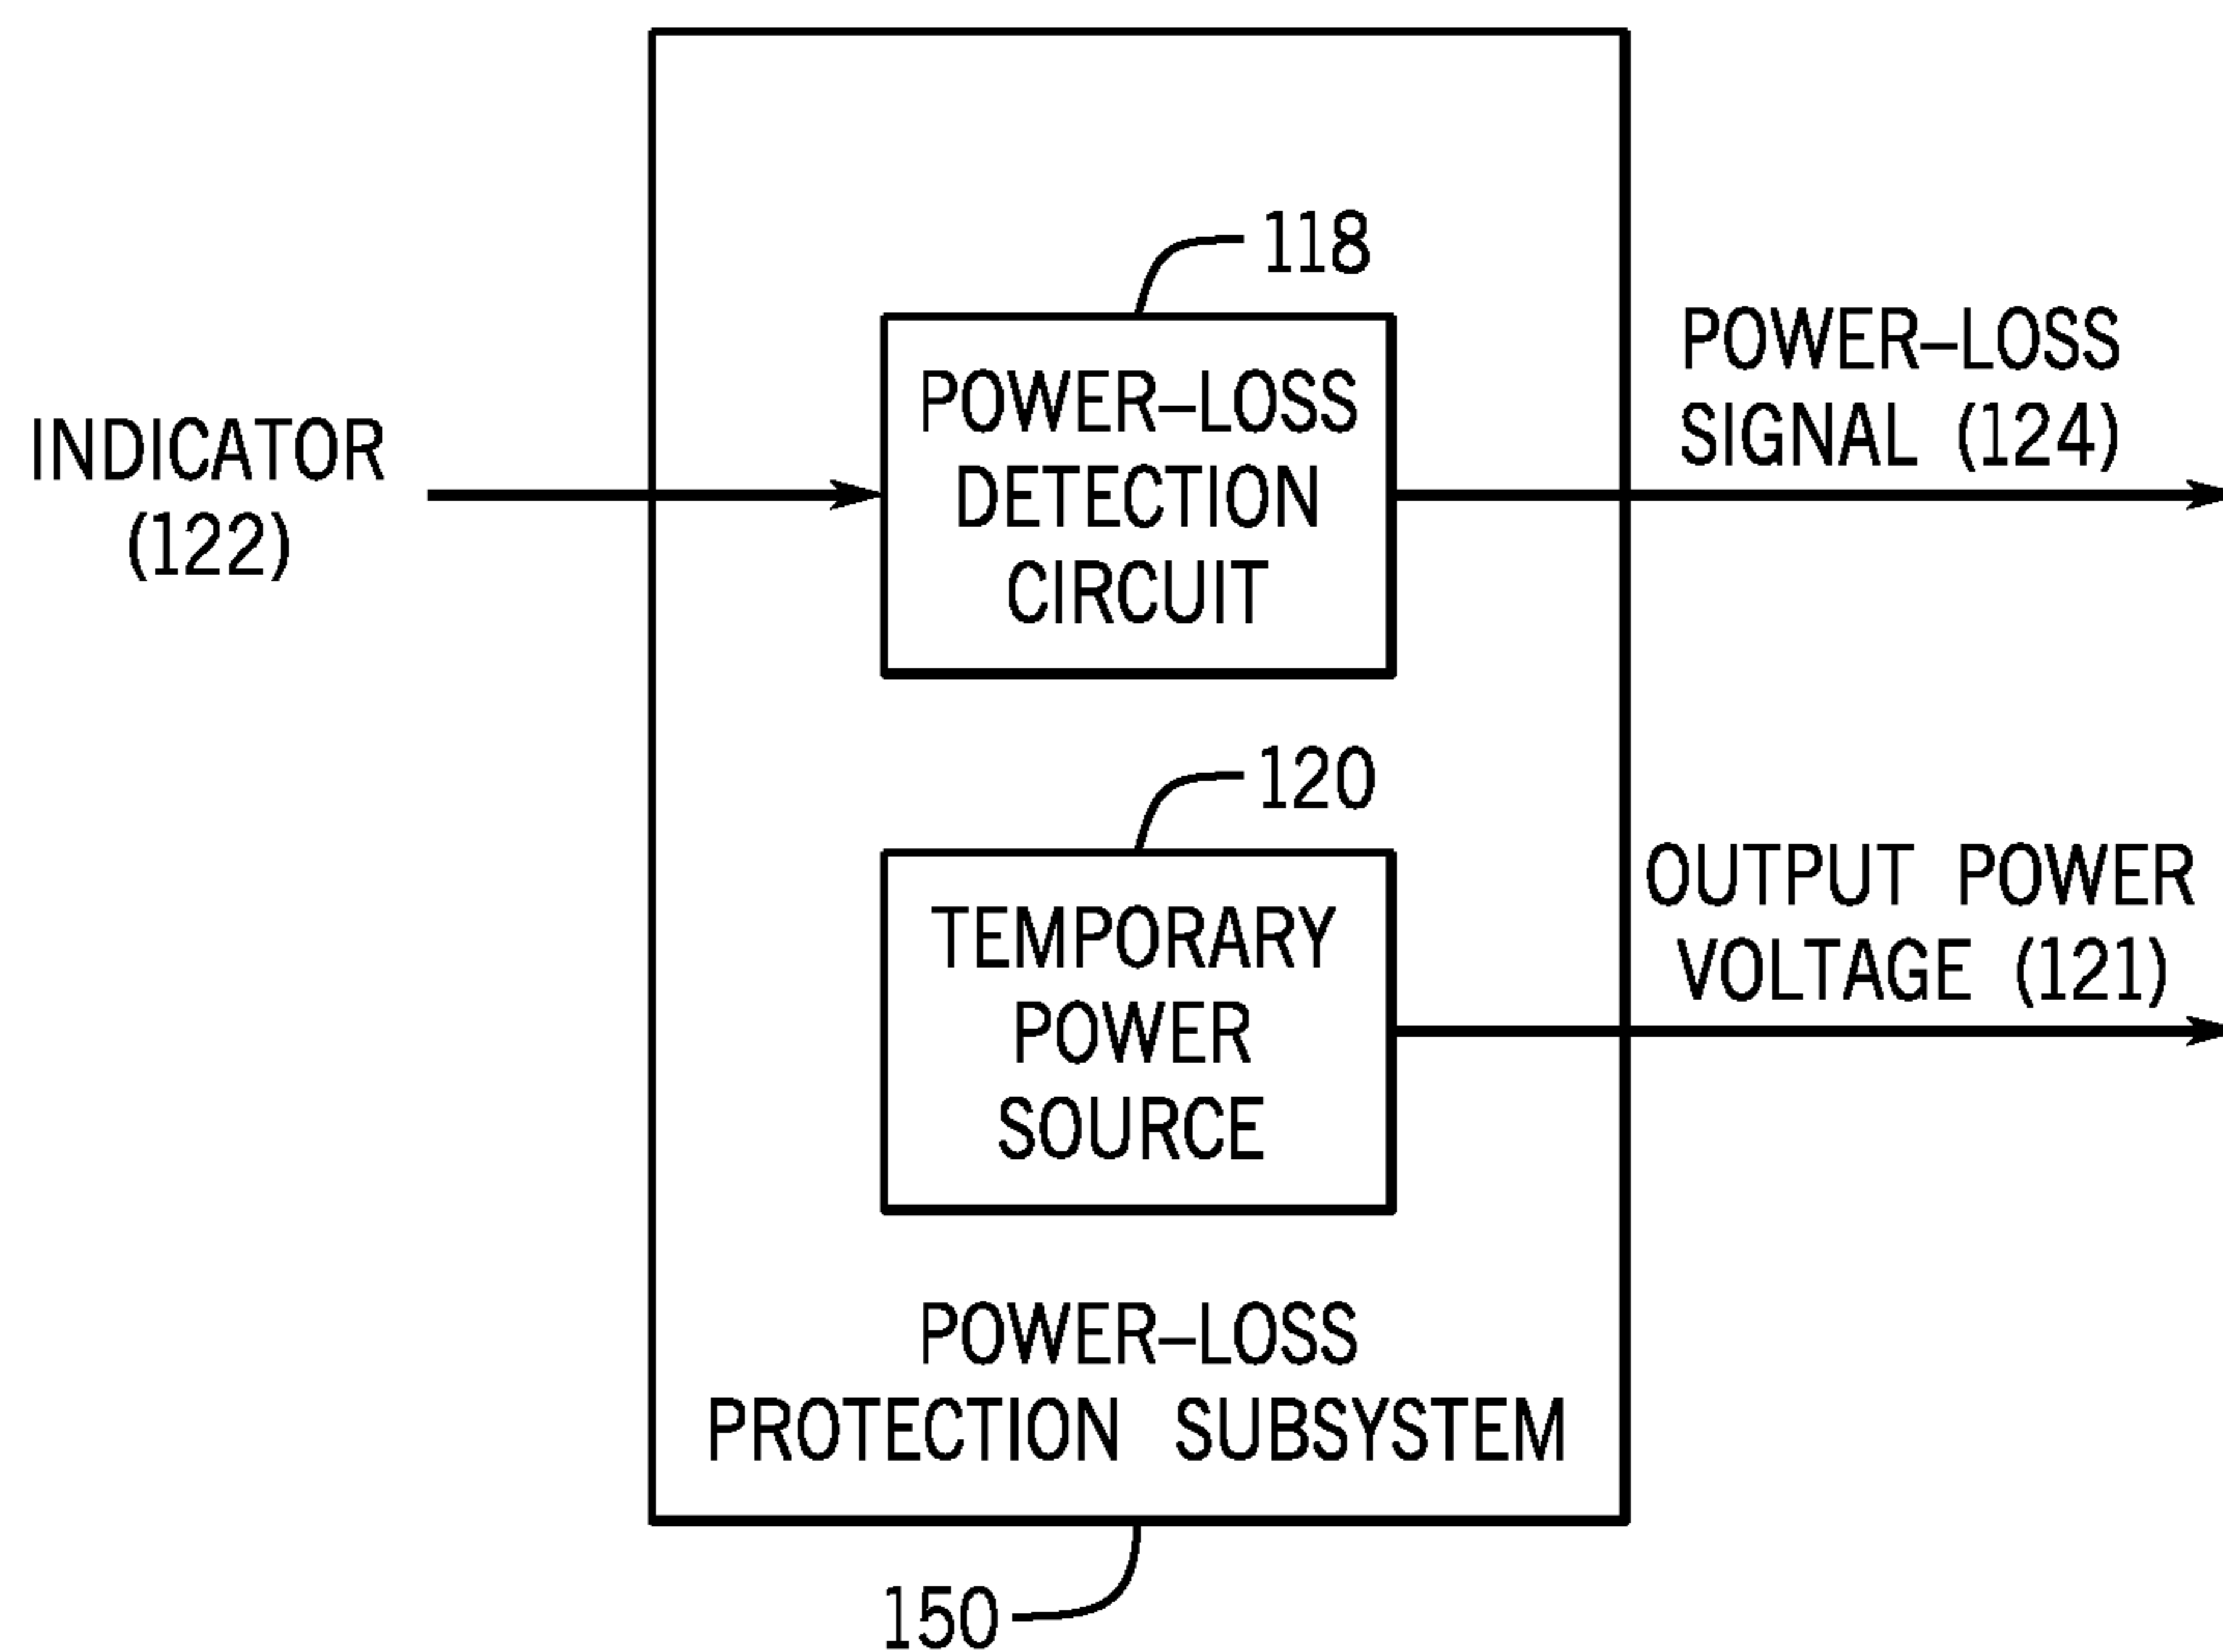 118
POWER–LOSS
DETECTION
CIRCUIT
INDICATOR
(122)
POWER–LOSS
SIGNAL (124)
120
TEMPORARY
POWER
SOURCE
OUTPUT POWER
VOLTAGE (121)
POWER–LOSS
PROTECTION SUBSYSTEM
150